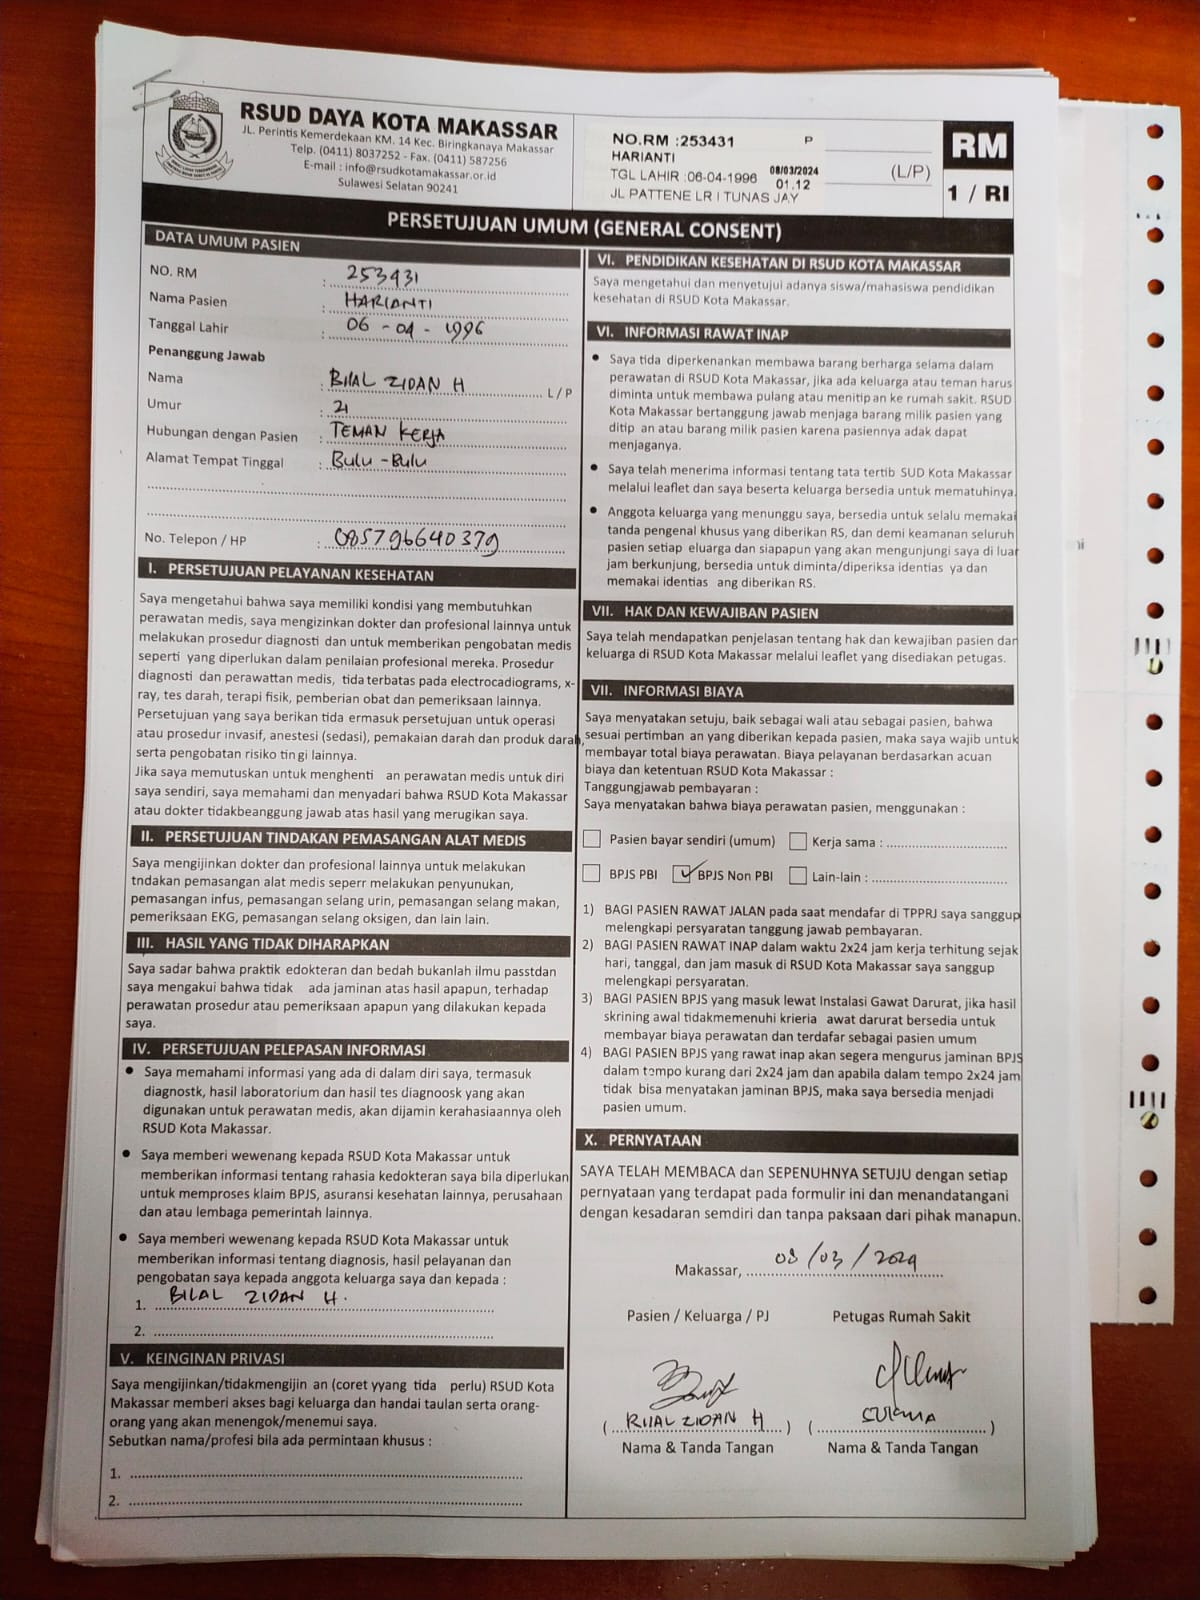 RSUD DAYA KOTA MAKASSAR
JL. Perintis Kemerdekaan KM. 14 Kec. Biringkanaya Makassar
Telp. (0411) 8037252 - Fax. (0411) 587256
E-mail : info@rsudkotamakassar.or.id
Sulawesi Selatan 90241
NO.RM :253431 P
HARIANTI
TGL LAHIR :06-04-1996 08/03/2024
01.12
JL PATTENE LR I TUNAS JAY
(L/P)
RM
1 / RI
PERSETUJUAN UMUM (GENERAL CONSENT)
DATA UMUM PASIEN
NO. RM : 253431
Nama Pasien : HARIANTI
Tanggal Lahir : 06 - 04 - 1996
Penanggung Jawab
Nama : BILAL ZIDAN H L / P
Umur : 21
Hubungan dengan Pasien : TEMAN KERJA
Alamat Tempat Tinggal : Bulu - Bulu
No. Telepon / HP : 085796640379
I. PERSETUJUAN PELAYANAN KESEHATAN
Saya mengetahui bahwa saya memiliki kondisi yang membutuhkan
perawatan medis, saya mengizinkan dokter dan profesional lainnya untuk
melakukan prosedur diagnosti dan untuk memberikan pengobatan medis
seperti yang diperlukan dalam penilaian profesional mereka. Prosedur
diagnosti dan perawattan medis, tida terbatas pada electrocadiograms, x-
ray, tes darah, terapi fisik, pemberian obat dan pemeriksaan lainnya.
Persetujuan yang saya berikan tida ermasuk persetujuan untuk operasi
atau prosedur invasif, anestesi (sedasi), pemakaian darah dan produk darah,
serta pengobatan risiko tin gi lainnya.
Jika saya memutuskan untuk menghenti an perawatan medis untuk diri
saya sendiri, saya memahami dan menyadari bahwa RSUD Kota Makassar
atau dokter tidakbeanggung jawab atas hasil yang merugikan saya.
II. PERSETUJUAN TINDAKAN PEMASANGAN ALAT MEDIS
Saya mengijinkan dokter dan profesional lainnya untuk melakukan
tndakan pemasangan alat medis seperr melakukan penyunukan,
pemasangan infus, pemasangan selang urin, pemasangan selang makan,
pemeriksaan EKG, pemasangan selang oksigen, dan lain lain.
III. HASIL YANG TIDAK DIHARAPKAN
Saya sadar bahwa praktik edokteran dan bedah bukanlah ilmu passtdan
saya mengakui bahwa tidak ada jaminan atas hasil apapun, terhadap
perawatan prosedur atau pemeriksaan apapun yang dilakukan kepada
saya.
IV. PERSETUJUAN PELEPASAN INFORMASI
• Saya memahami informasi yang ada di dalam diri saya, termasuk
diagnostk, hasil laboratorium dan hasil tes diagnoosk yang akan
digunakan untuk perawatan medis, akan dijamin kerahasiaannya oleh
RSUD Kota Makassar.
• Saya memberi wewenang kepada RSUD Kota Makassar untuk
memberikan informasi tentang rahasia kedokteran saya bila diperlukan
untuk memproses klaim BPJS, asuransi kesehatan lainnya, perusahaan
dan atau lembaga pemerintah lainnya.
• Saya memberi wewenang kepada RSUD Kota Makassar untuk
memberikan informasi tentang diagnosis, hasil pelayanan dan
pengobatan saya kepada anggota keluarga saya dan kepada :
1. BILAL ZIDAN H.
2.
V. KEINGINAN PRIVASI
Saya mengijinkan/tidakmengijin an (coret yyang tida perlu) RSUD Kota
Makassar memberi akses bagi keluarga dan handai taulan serta orang-
orang yang akan menengok/menemui saya.
Sebutkan nama/profesi bila ada permintaan khusus :
1.
2.
VI. PENDIDIKAN KESEHATAN DI RSUD KOTA MAKASSAR
Saya mengetahui dan menyetujui adanya siswa/mahasiswa pendidikan
kesehatan di RSUD Kota Makassar.
VI. INFORMASI RAWAT INAP
• Saya tida diperkenankan membawa barang berharga selama dalam
perawatan di RSUD Kota Makassar, jika ada keluarga atau teman harus
diminta untuk membawa pulang atau menitip an ke rumah sakit. RSUD
Kota Makassar bertanggung jawab menjaga barang milik pasien yang
ditip an atau barang milik pasien karena pasiennya adak dapat
menjaganya.
• Saya telah menerima informasi tentang tata tertib SUD Kota Makassar
melalui leaflet dan saya beserta keluarga bersedia untuk mematuhinya.
• Anggota keluarga yang menunggu saya, bersedia untuk selalu memakai
tanda pengenal khusus yang diberikan RS, dan demi keamanan seluruh
pasien setiap eluarga dan siapapun yang akan mengunjungi saya di luar
jam berkunjung, bersedia untuk diminta/diperiksa identias ya dan
memakai identias ang diberikan RS.
VII. HAK DAN KEWAJIBAN PASIEN
Saya telah mendapatkan penjelasan tentang hak dan kewajiban pasien dan
keluarga di RSUD Kota Makassar melalui leaflet yang disediakan petugas.
VII. INFORMASI BIAYA
Saya menyatakan setuju, baik sebagai wali atau sebagai pasien, bahwa
sesuai pertimban an yang diberikan kepada pasien, maka saya wajib untuk
membayar total biaya perawatan. Biaya pelayanan berdasarkan acuan
biaya dan ketentuan RSUD Kota Makassar :
Tanggungjawab pembayaran :
Saya menyatakan bahwa biaya perawatan pasien, menggunakan :
Pasien bayar sendiri (umum) Kerja sama :
BPJS PBI ✓ BPJS Non PBI Lain-lain :
1) BAGI PASIEN RAWAT JALAN pada saat mendafar di TPPRJ saya sanggup
melengkapi persyaratan tanggung jawab pembayaran.
2) BAGI PASIEN RAWAT INAP dalam waktu 2x24 jam kerja terhitung sejak
hari, tanggal, dan jam masuk di RSUD Kota Makassar saya sanggup
melengkapi persyaratan.
3) BAGI PASIEN BPJS yang masuk lewat Instalasi Gawat Darurat, jika hasil
skrining awal tidakmemenuhi krieria awat darurat bersedia untuk
membayar biaya perawatan dan terdafar sebagai pasien umum
4) BAGI PASIEN BPJS yang rawat inap akan segera mengurus jaminan BPJS
dalam tempo kurang dari 2x24 jam dan apabila dalam tempo 2x24 jam
tidak bisa menyatakan jaminan BPJS, maka saya bersedia menjadi
pasien umum.
X. PERNYATAAN
SAYA TELAH MEMBACA dan SEPENUHNYA SETUJU dengan setiap
pernyataan yang terdapat pada formulir ini dan menandatangani
dengan kesadaran semdiri dan tanpa paksaan dari pihak manapun.
Makassar, 08 / 03 / 2024
Pasien / Keluarga / PJ Petugas Rumah Sakit
( BILAL ZIDAN H ) ( )
Nama & Tanda Tangan Nama & Tanda Tangan